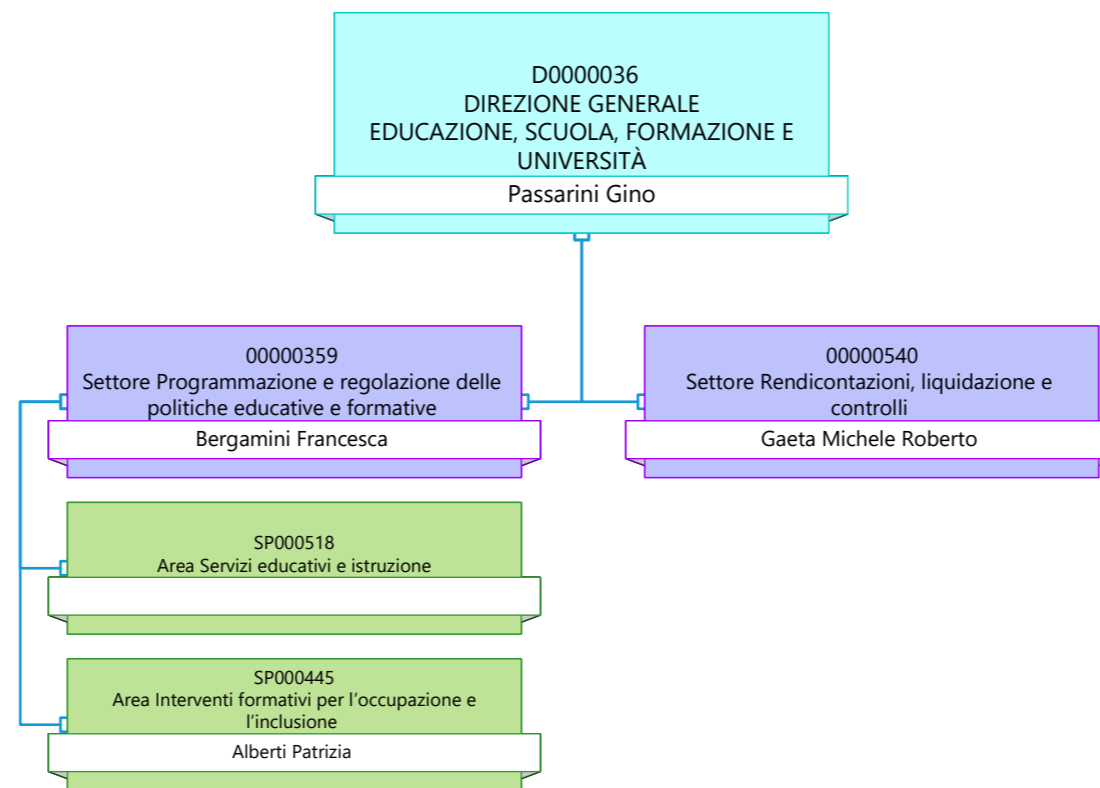 D0000036
DIREZIONE GENERALE
EDUCAZIONE, SCUOLA, FORMAZIONE E
UNIVERSITÀ
Passarini Gino
00000359
Settore Programmazione e regolazione delle
politiche educative e formative
Bergamini Francesca
00000540
Settore Rendicontazioni, liquidazione e
controlli
Gaeta Michele Roberto
SP000518
Area Servizi educativi e istruzione
SP000445
Area Interventi formativi per l’occupazione e
l’inclusione
Alberti Patrizia